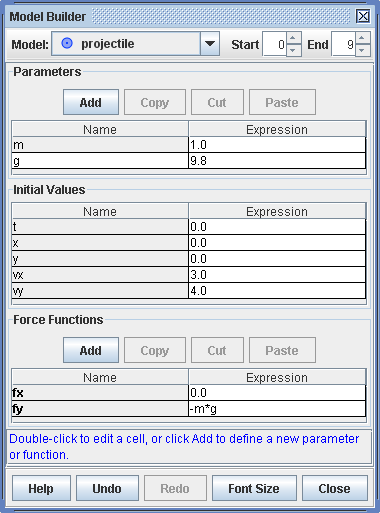 Model Builder
Model: projectile Start 0 End 9
Parameters
Add Copy Cut Paste
Name Expression
m 1.0
g 9.8
Initial Values
Name Expression
t 0.0
x 0.0
y 0.0
vx 3.0
vy 4.0
Force Functions
Add Copy Cut Paste
Name Expression
fx 0.0
fy -m*g
Double-click to edit a cell, or click Add to define a new parameter
or function.
Help Undo Redo Font Size Close